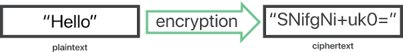 “Hello”
encryption
“SNifgNi+uk0=”
plaintext
ciphertext